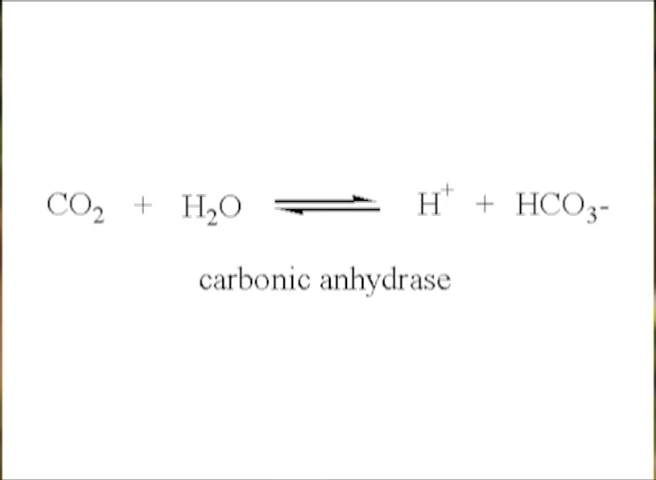 CO₂ + H₂O ⇌ H⁺ + HCO₃-
carbonic anhydrase